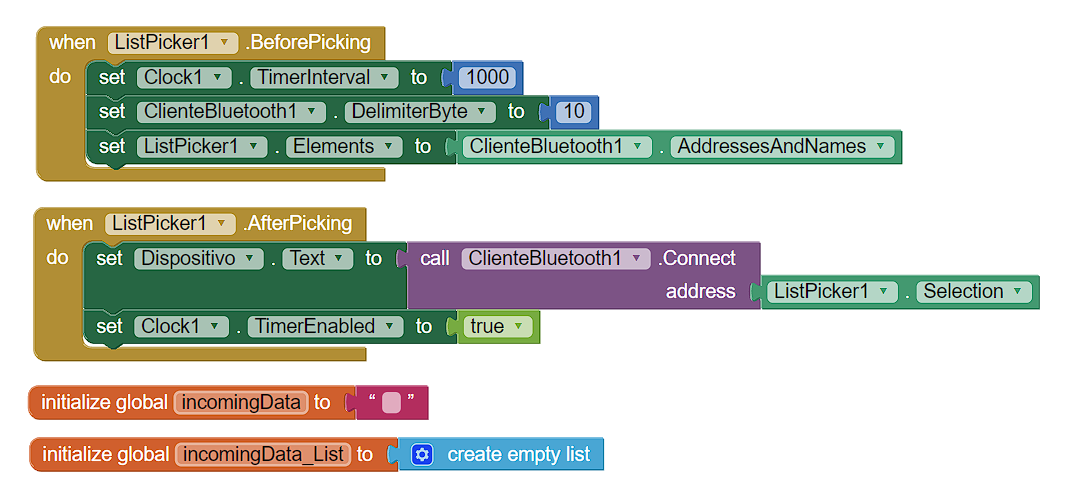 when ListPicker1 .BeforePicking
do set Clock1 . TimerInterval to 1000
set ClienteBluetooth1 . DelimiterByte to 10
set ListPicker1 . Elements to ClienteBluetooth1 . AddressesAndNames
when ListPicker1 .AfterPicking
do set Dispositivo . Text to call ClienteBluetooth1 .Connect
address ListPicker1 . Selection
set Clock1 . TimerEnabled to true
initialize global incomingData to “ ”
initialize global incomingData_List to create empty list